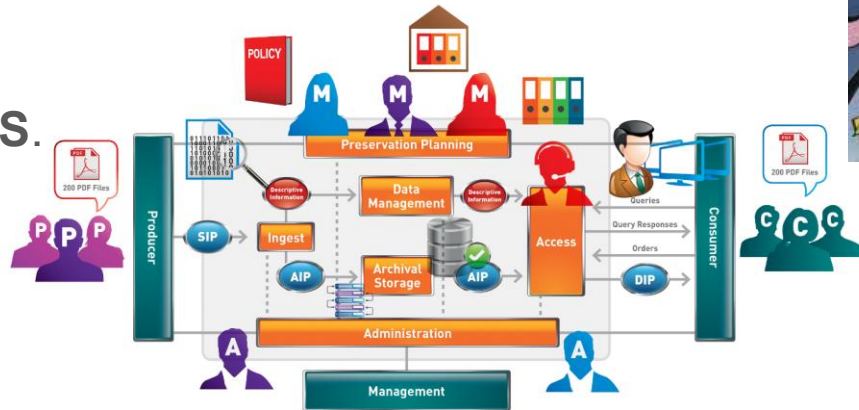 POLICY
M
M
M
S.
PDF
200 PDF Files
Preservation Planning
PDF
200 PDF Files
Descriptive
Information
Data
Management
Descriptive
Information
Queries
Producer
P
P
P
SIP
Ingest
Access
Query Responses
Consumer
C
C
C
Orders
AIP
Archival
Storage
AIP
DIP
Administration
A
A
Management